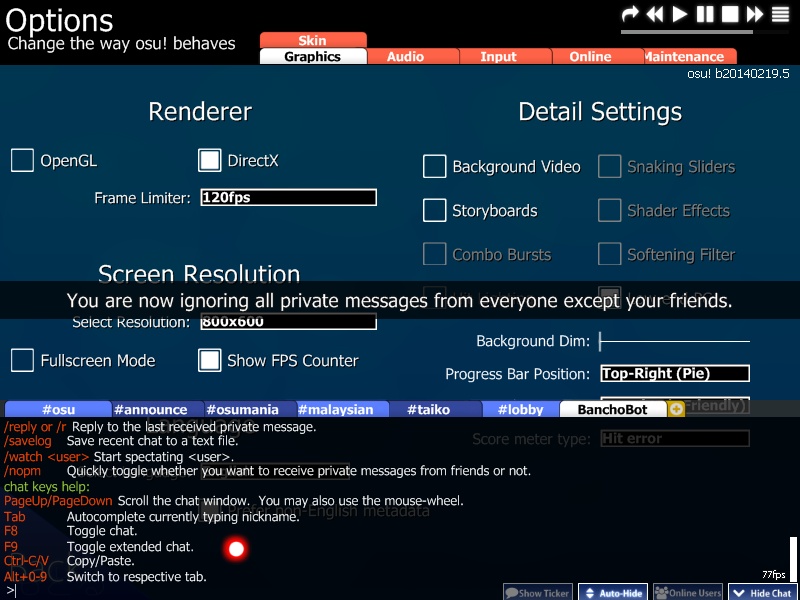 Options
Change the way osu! behaves
Skin
Graphics Audio Input Online Maintenance
osu! b20140219.5
Renderer
Detail Settings
OpenGL DirectX
Background Video Snaking Sliders
Frame Limiter: 120fps
Storyboards Shader Effects
Combo Bursts Softening Filter
Screen Resolution
You are now ignoring all private messages from everyone except your friends.
Select Resolution: 800x600
Background Dim:
Fullscreen Mode Show FPS Counter
Progress Bar Position: Top-Right (Pie)
#osu #announce #osumania #malaysian #taiko #lobby BanchoBot
Friendly)
/reply or /r Reply to the last received private message.
/savelog Save recent chat to a text file.
Score meter type: Hit error
/watch <user> Start spectating <user>.
/nopm Quickly toggle whether you want to receive private messages from friends or not.
chat keys help:
PageUp/PageDown Scroll the chat window. You may also use the mouse-wheel.
Prefer non-English metadata
Tab Autocomplete currently typing nickname.
F8 Toggle chat.
F9 Toggle extended chat.
Ctrl-C/V Copy/Paste.
Alt+0-9 Switch to respective tab.
Back
77fps
>|
Show Ticker Auto-Hide Online Users Hide Chat